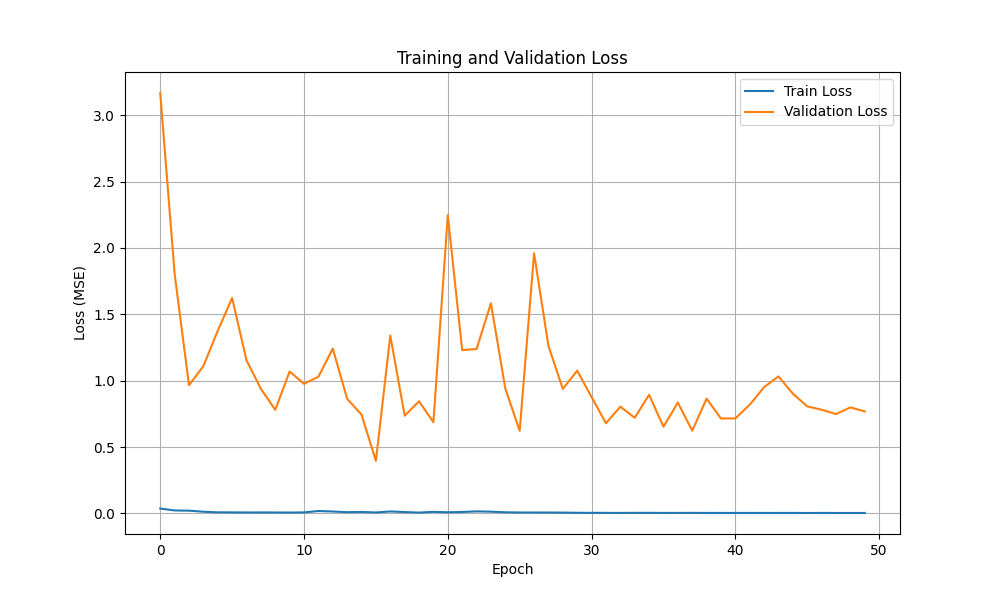 Training and Validation Loss
Train Loss
Validation Loss
Loss (MSE)
3.0
2.5
2.0
1.5
1.0
0.5
0.0
0 10 20 30 40 50
Epoch